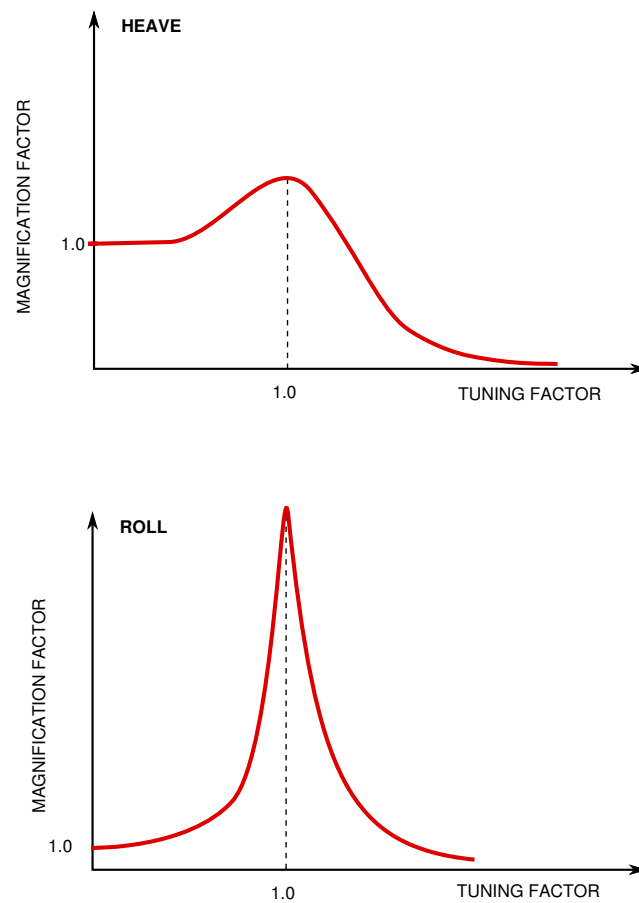 HEAVE
MAGNIFICATION FACTOR
1.0
1.0
TUNING FACTOR
ROLL
MAGNIFICATION FACTOR
1.0
1.0
TUNING FACTOR